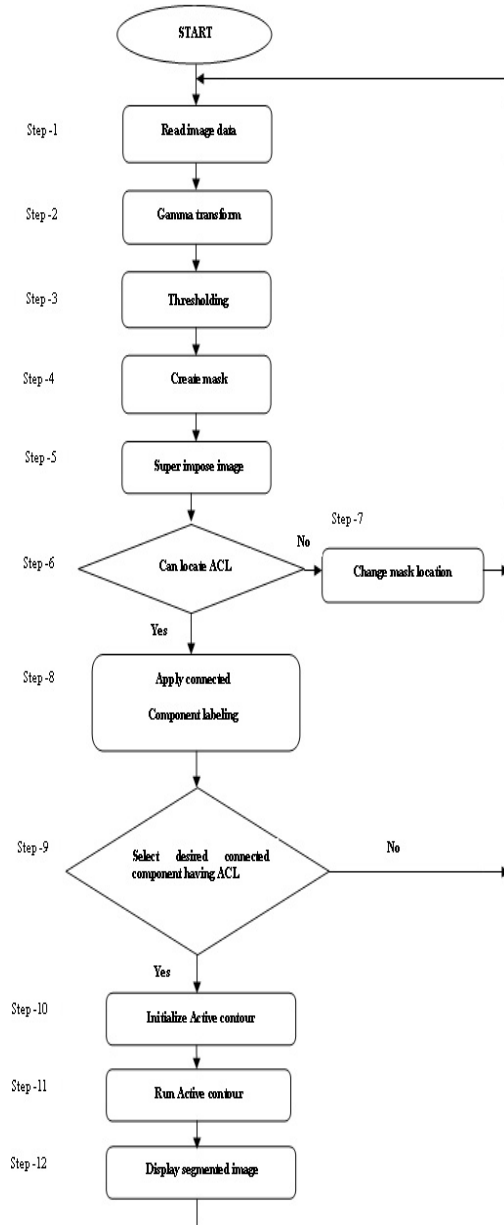 START
Step -1
Read image data
Step -2
Gamma transform
Step -3
Thresholding
Step -4
Create mask
Step -5
Super impose image
Step -7
No
Step -6
Can locate ACL
Change mask location
Yes
Step -8
Apply connected
Component labeling
Step -9
No
Select desired connected
component having ACL
Yes
Step -10
Initialize Active contour
Step -11
Run Active contour
Step -12
Display segmented image